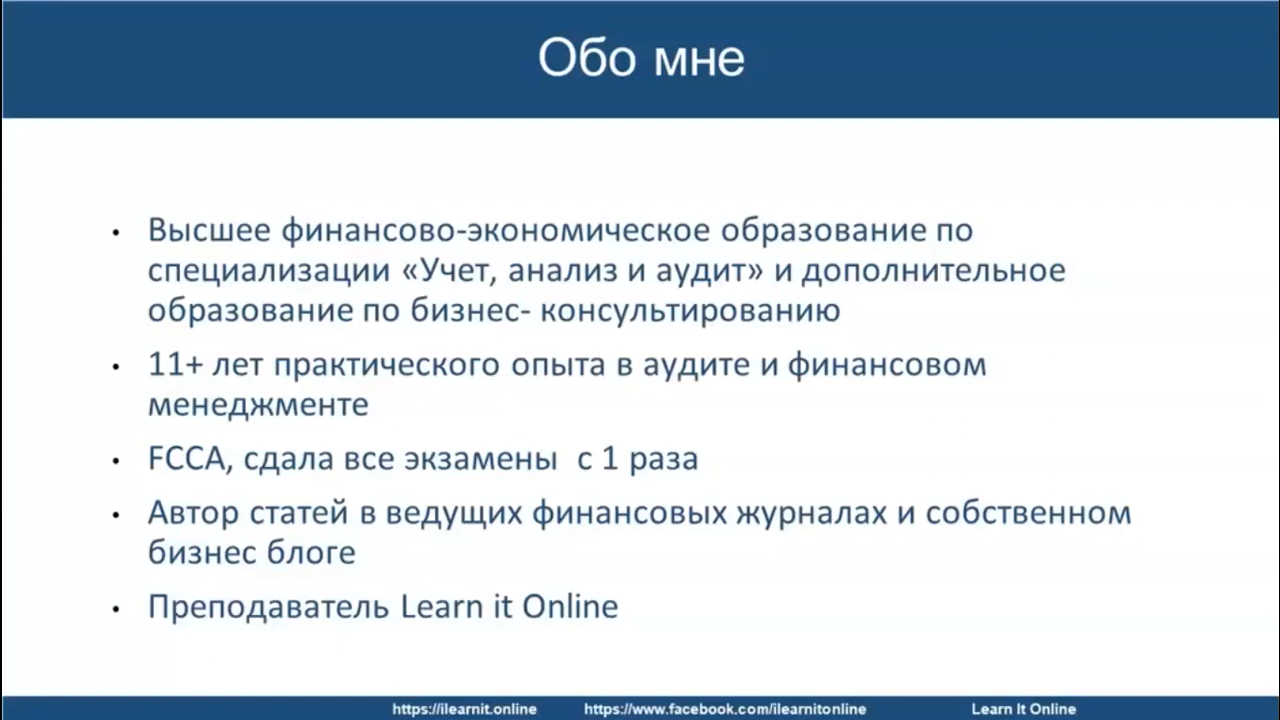 Обо мне
• Высшее финансово-экономическое образование по
специализации «Учет, анализ и аудит» и дополнительное
образование по бизнес- консультированию
• 11+ лет практического опыта в аудите и финансовом
менеджменте
• FCCA, сдала все экзамены  с 1 раза
• Автор статей в ведущих финансовых журналах и собственном
бизнес блоге
• Преподаватель Learn it Online
https://ilearnit.online https://www.facebook.com/ilearnitonline Learn It Online